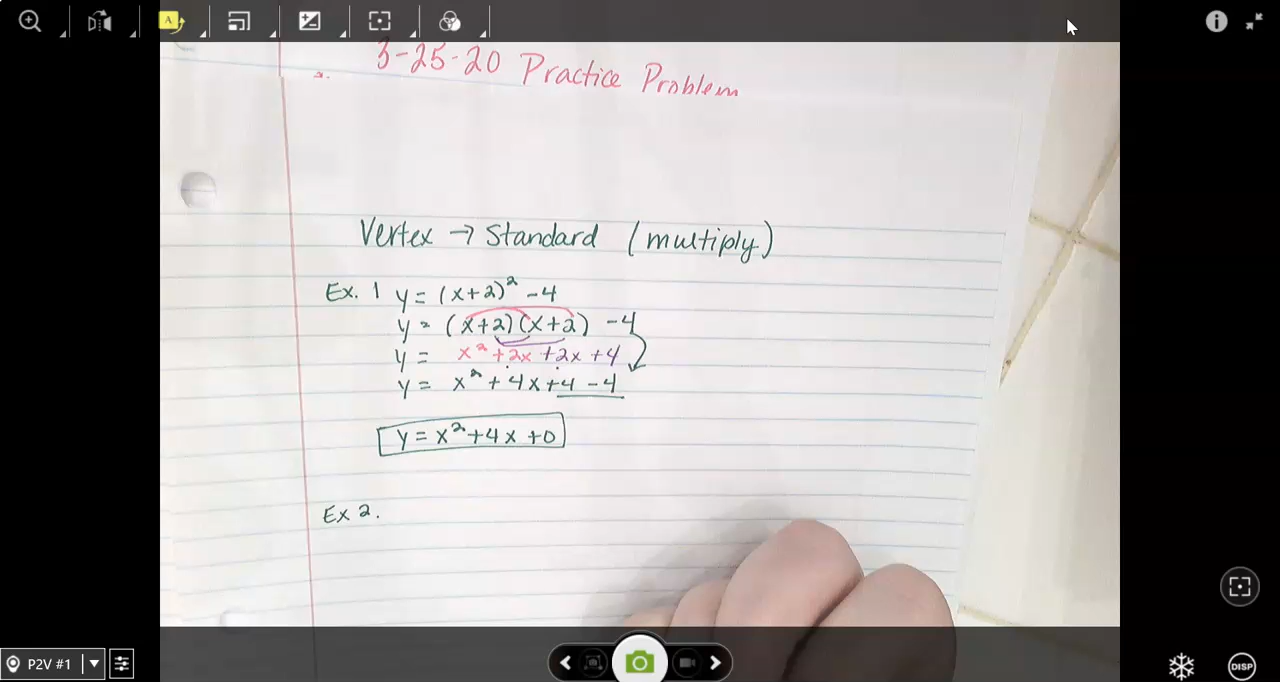 3-25-20 Practice Problem
Vertex → Standard (multiply)
Ex. 1 y = (x+2)² -4
y = (x+2)(x+2) -4
y = x² +2x +2x +4
y = x² + 4x +4 -4
y = x² +4x +0
Ex 2.
P2V #1
DISP